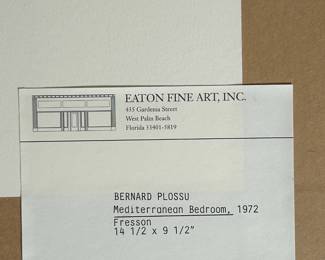 EATON FINE ART, INC.
435 Gardenia Street
West Palm Beach
Florida 33401-5819
BERNARD PLOSSU
Mediterranean Bedroom, 1972
Fresson
14 1/2 x 9 1/2"